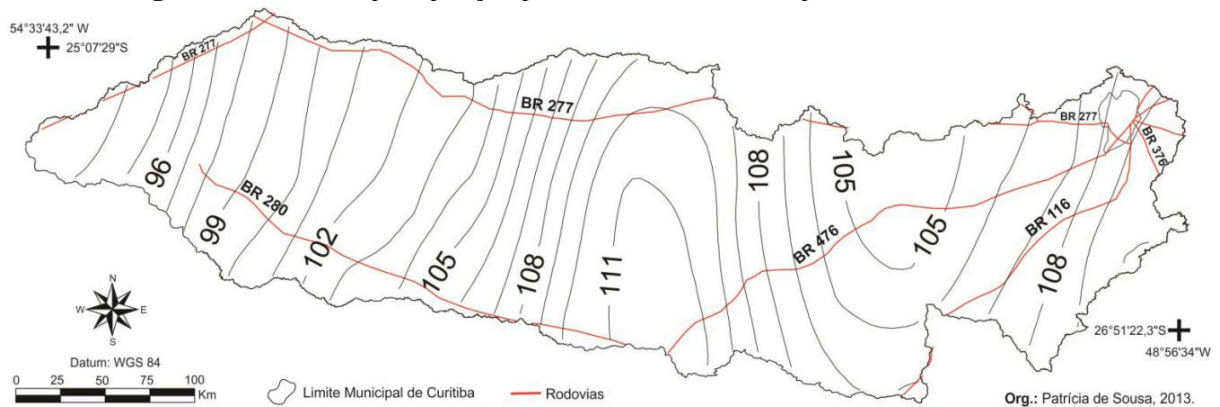 54°33'43,2" W
25°07'29"S
BR 277
BR 277
BR 277
BR 376
96
99
BR 280
102
105
108
111
108
105
BR 476
105
BR 116
108
N
W
E
S
Datum: WGS 84
0 25 50 75 100
Km
Limite Municipal de Curitiba
Rodovias
26°51'22,3"S
48°56'34"W
Org.: Patrícia de Sousa, 2013.